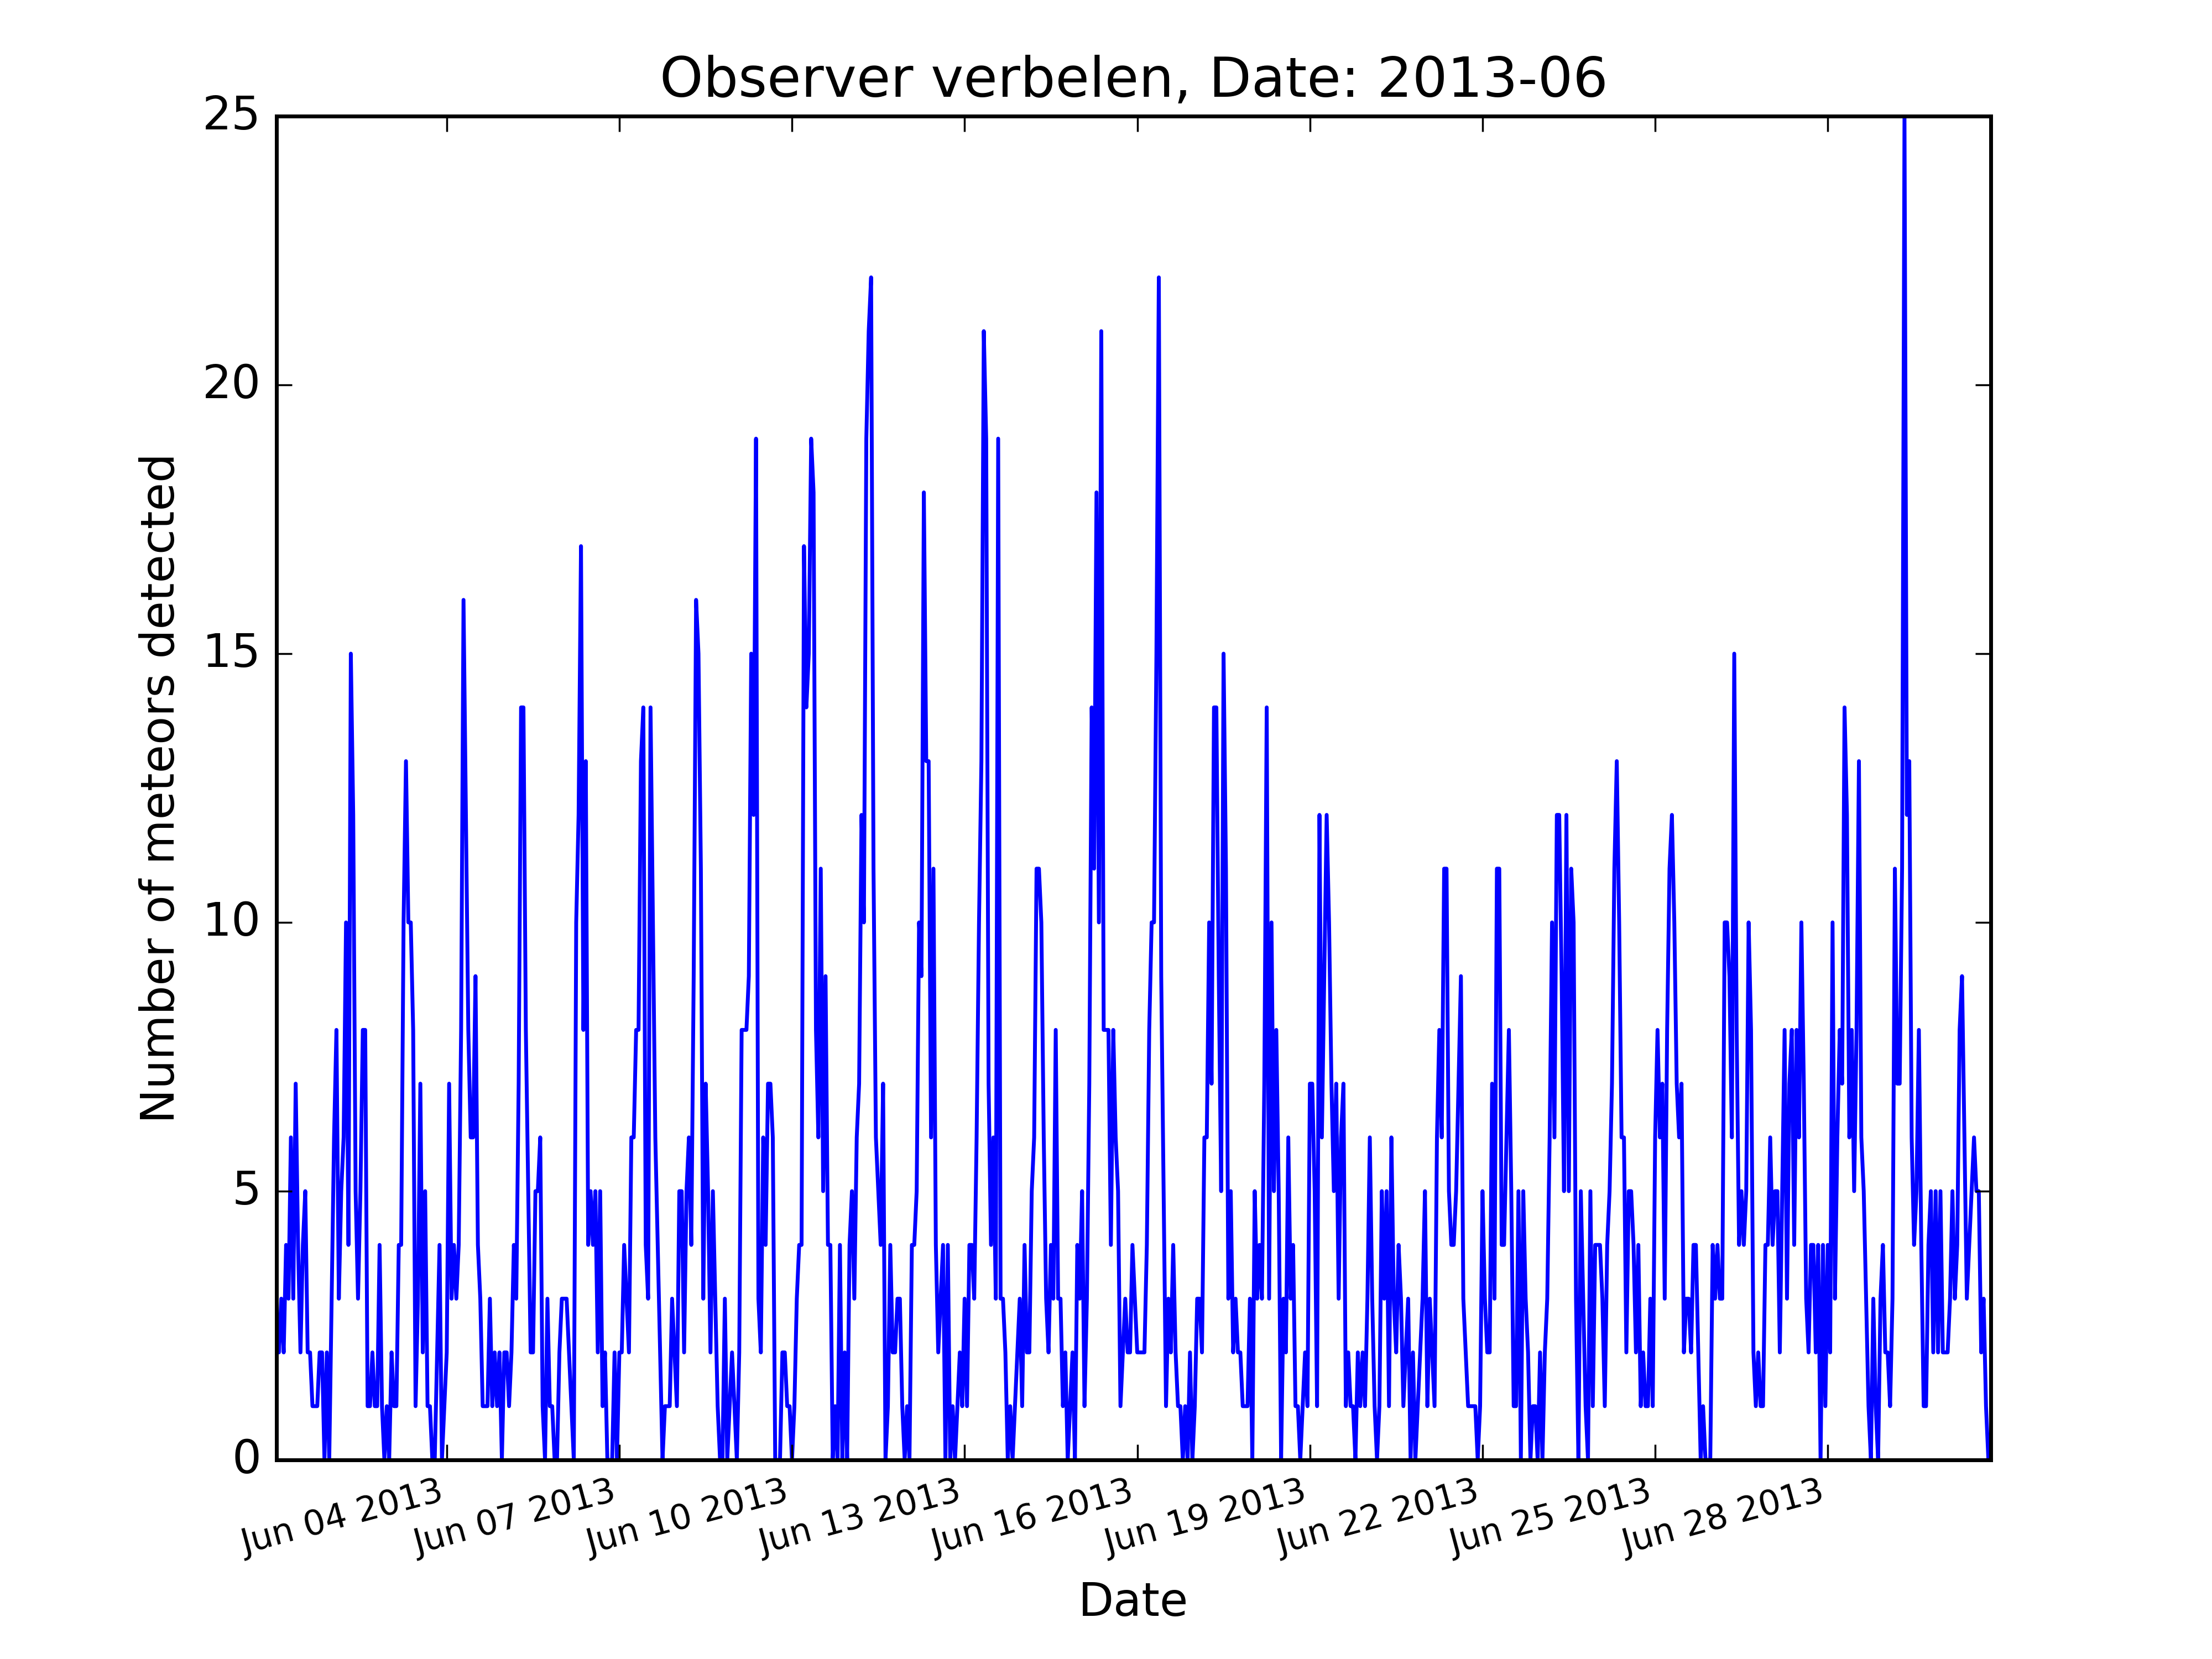 Observer verbelen, Date: 2013-06
25
20
15
10
5
0
Number of meteors detected
Jun 04 2013
Jun 07 2013
Jun 10 2013
Jun 13 2013
Jun 16 2013
Jun 19 2013
Jun 22 2013
Jun 25 2013
Jun 28 2013
Date